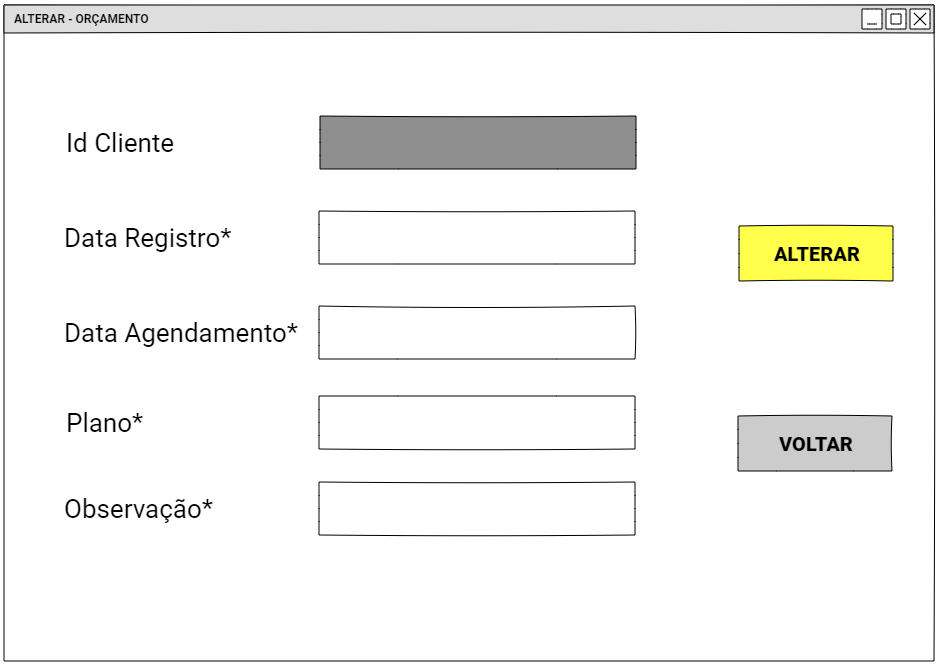 ALTERAR - ORÇAMENTO
Id Cliente
Data Registro*
ALTERAR
Data Agendamento*
Plano*
VOLTAR
Observação*